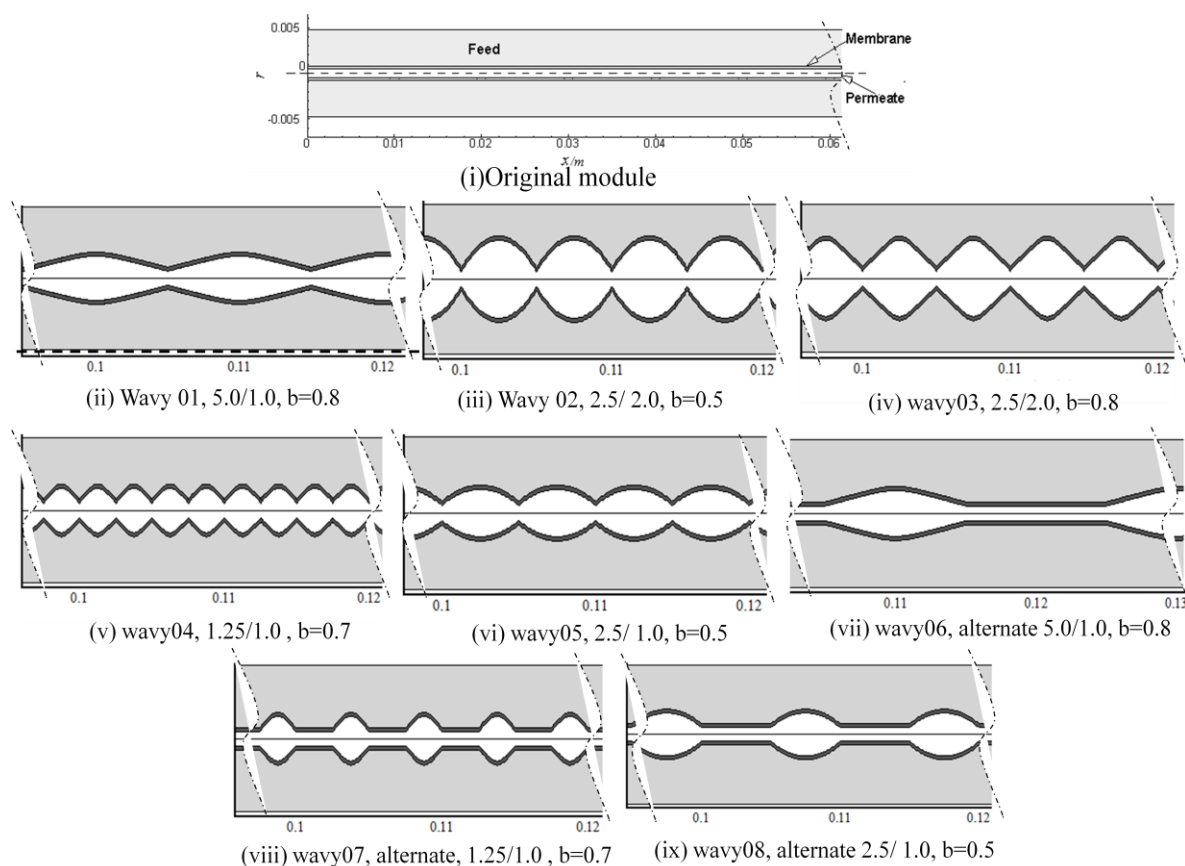 0.005
Feed
Membrane
0
r
Permeate
-0.005
0 0.01 0.02 0.03 0.04 0.05 0.06
x/m
(i)Original module
0.1 0.11 0.12
(ii) Wavy 01, 5.0/1.0, b=0.8
0.1 0.11 0.12
(iii) Wavy 02, 2.5/ 2.0, b=0.5
0.1 0.11 0.12
(iv) wavy03, 2.5/2.0, b=0.8
0.1 0.11 0.12
(v) wavy04, 1.25/1.0 , b=0.7
0.1 0.11 0.12
(vi) wavy05, 2.5/ 1.0, b=0.5
0.11 0.12 0.13
(vii) wavy06, alternate 5.0/1.0, b=0.8
0.1 0.11 0.12
(viii) wavy07, alternate, 1.25/1.0 , b=0.7
0.1 0.11 0.12
(ix) wavy08, alternate 2.5/ 1.0, b=0.5